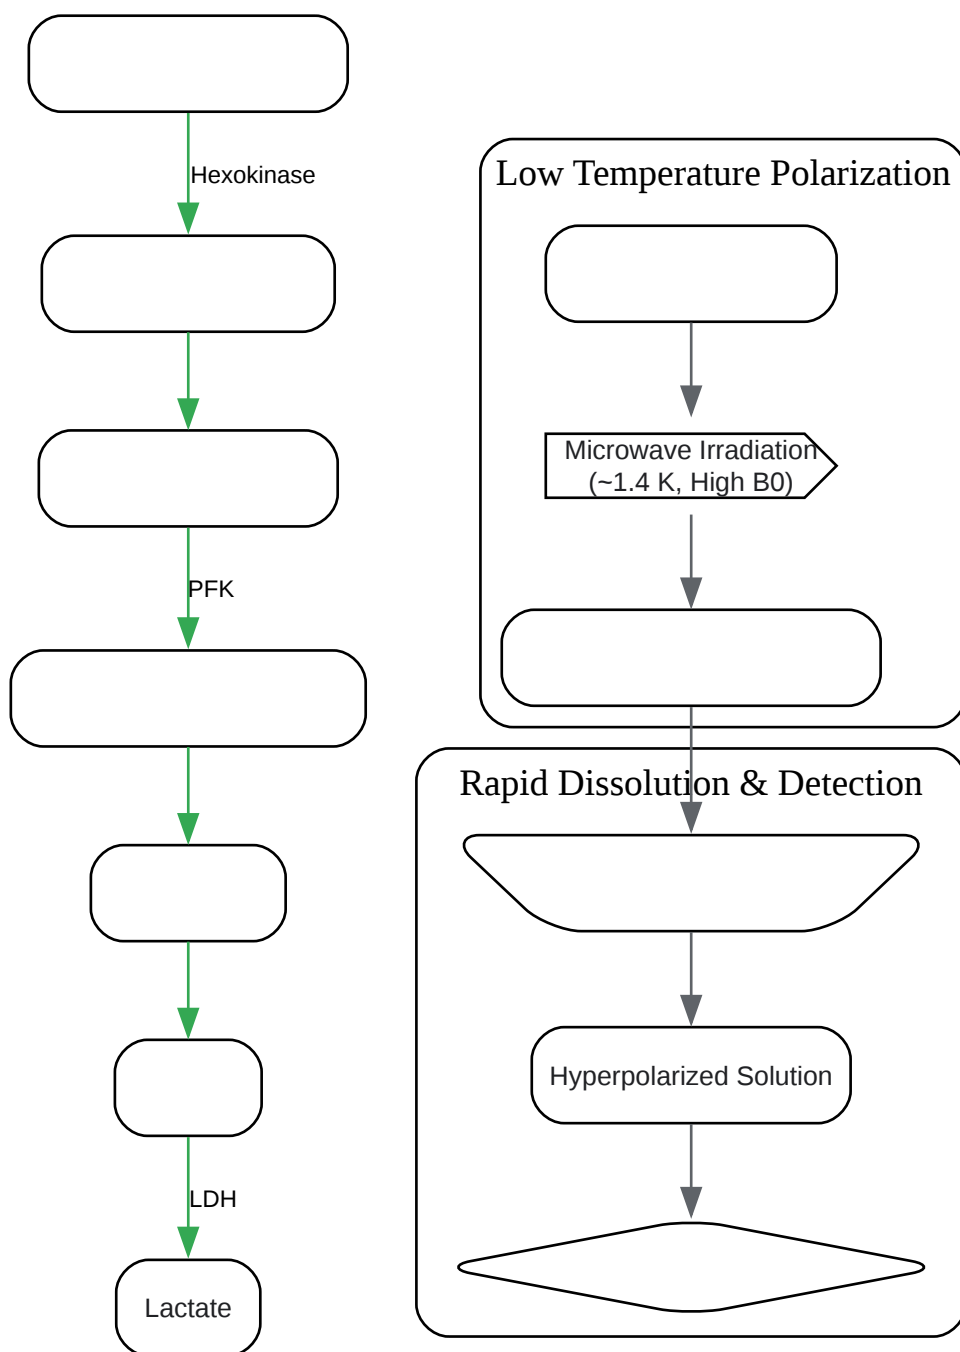 Hexokinase
PFK
LDH
Lactate
Low Temperature Polarization
Microwave Irradiation
(~1.4 K, High B0)
Rapid Dissolution & Detection
Hyperpolarized Solution